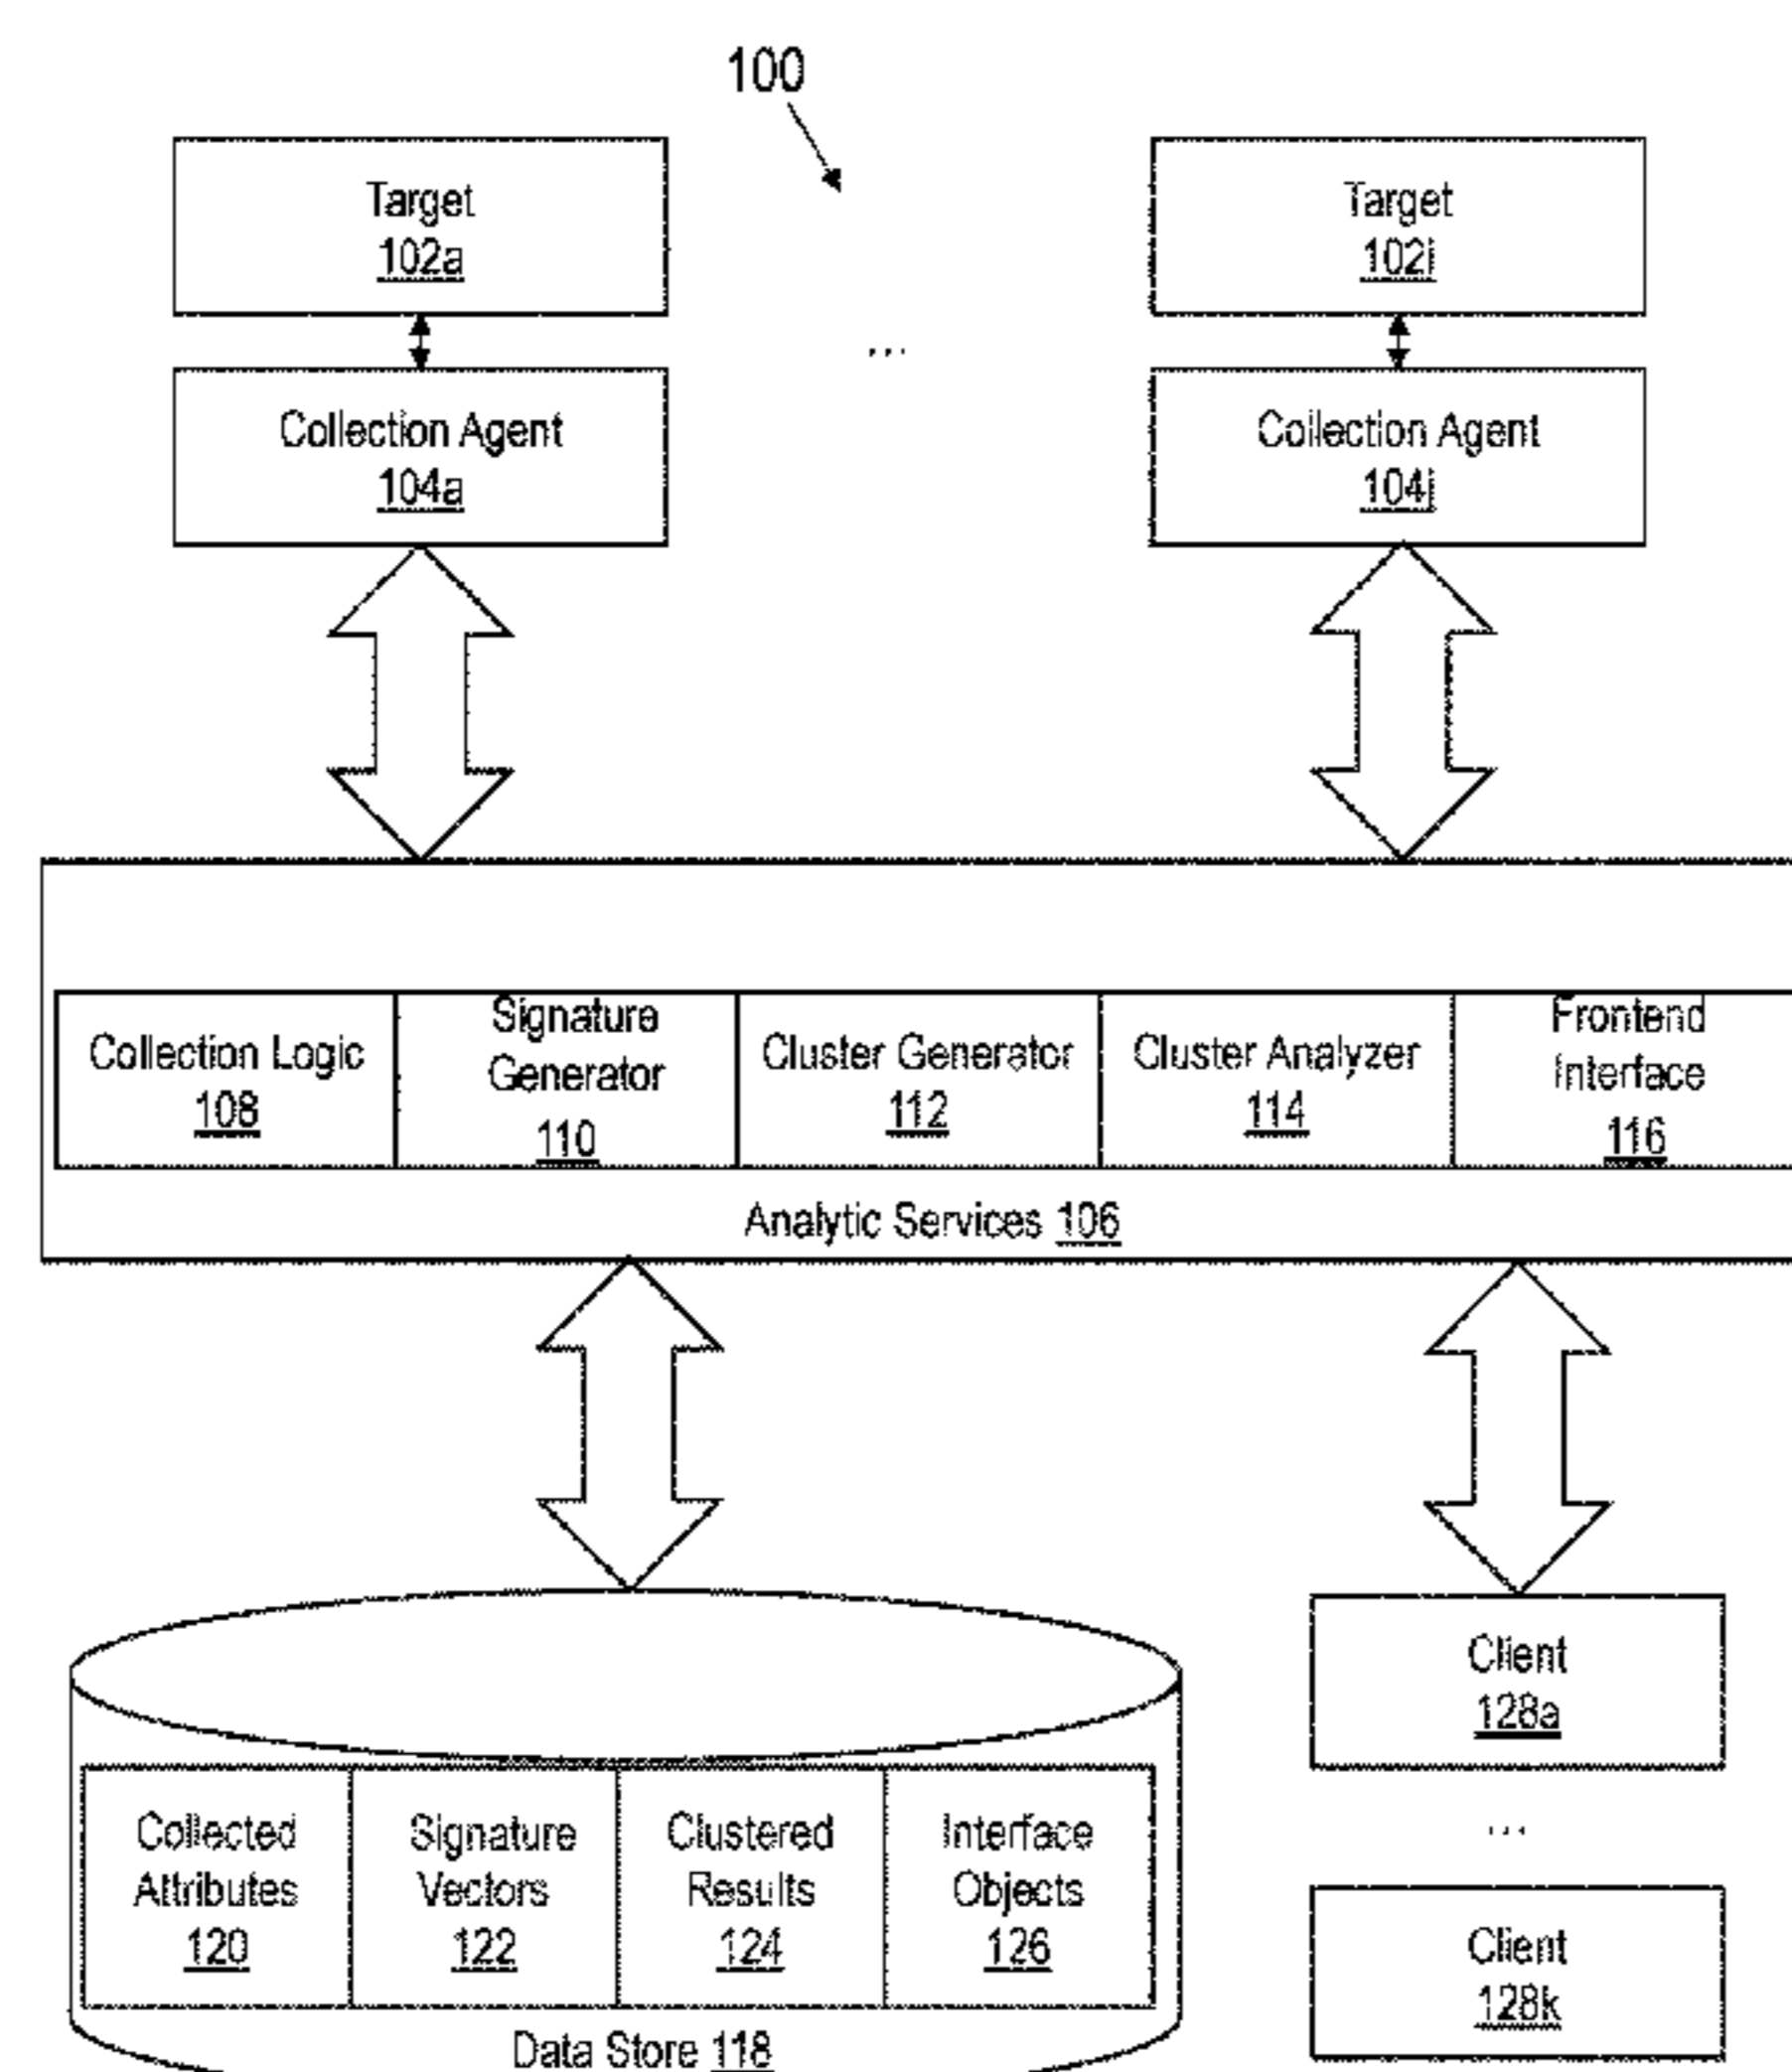 100
Target
102a
Target
102i
...
Collection Agent
104a
Collection Agent
104j
Collection Logic
108
Signature
Generator
110
Cluster Generator
112
Cluster Analyzer
114
Frontend
Interface
116
Analytic Services 106
Collected
Attributes
120
Signature
Vectors
122
Clustered
Results
124
Interface
Objects
126
Data Store 118
Client
128a
...
Client
128k